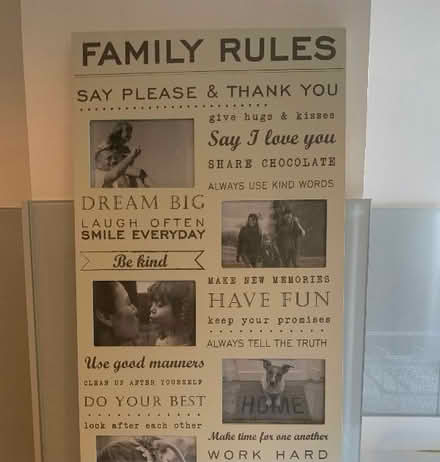 FAMILY RULES
SAY PLEASE & THANK YOU
give hugs & kisses
Say I love you
SHARE CHOCOLATE
ALWAYS USE KIND WORDS
DREAM BIG
LAUGH OFTEN
SMILE EVERYDAY
Be kind
MAKE NEW MEMORIES
HAVE FUN
keep your promises
ALWAYS TELL THE TRUTH
Use good manners
CLEAN UP AFTER YOURSELF
DO YOUR BEST
look after each other
HOME
Make time for one another
WORK HARD